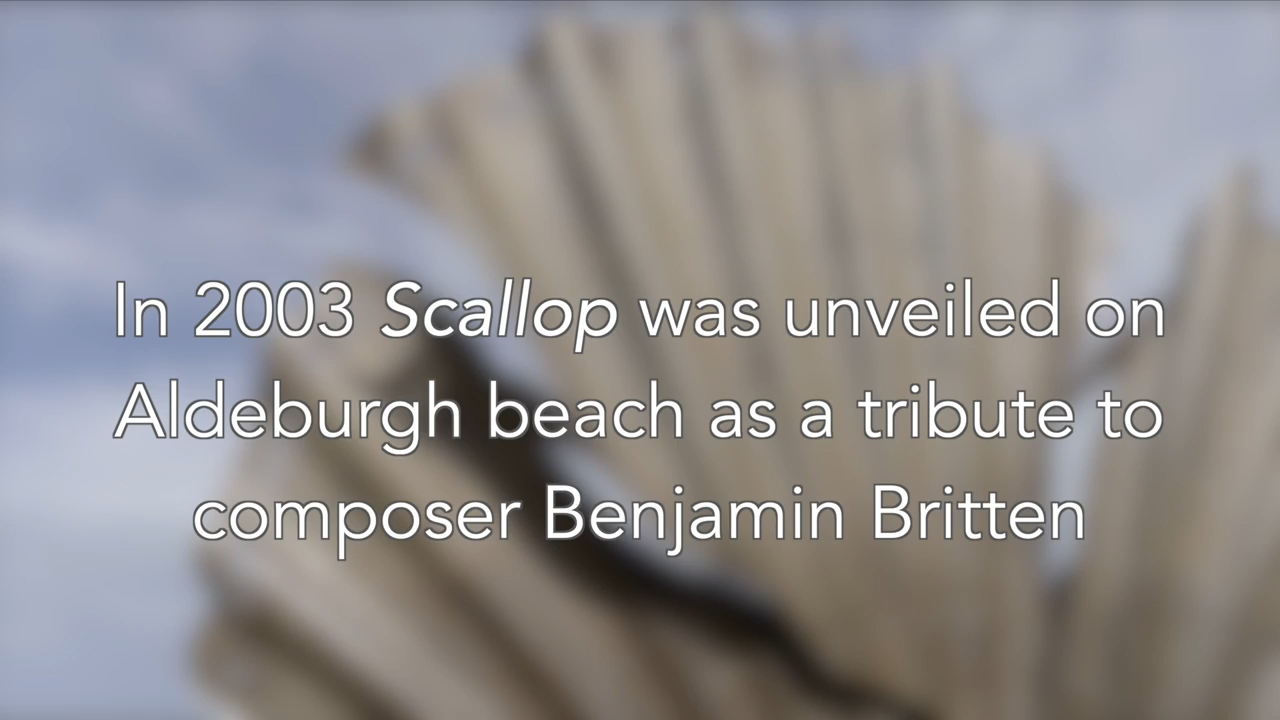 In 2003 Scallop was unveiled on
Aldeburgh beach as a tribute to
composer Benjamin Britten